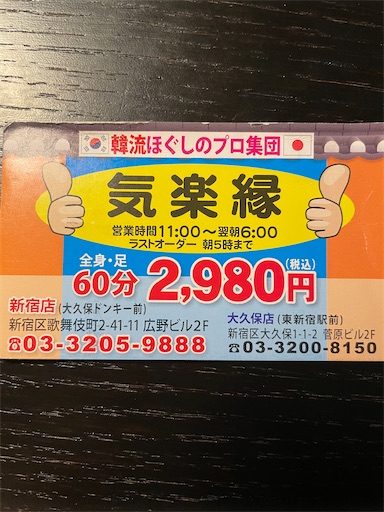 韓流ほぐしのプロ集団
気楽縁
営業時間11:00～翌朝6:00
ラストオーダー 朝5時まで
全身・足
60分 2,980円 (税込)
新宿店 (大久保ドンキー前)
新宿区歌舞伎町2-41-11 広野ビル2F
☎03-3205-9888
大久保店 (東新宿駅前)
新宿区大久保1-1-2 菅原ビル2F
☎03-3200-8150